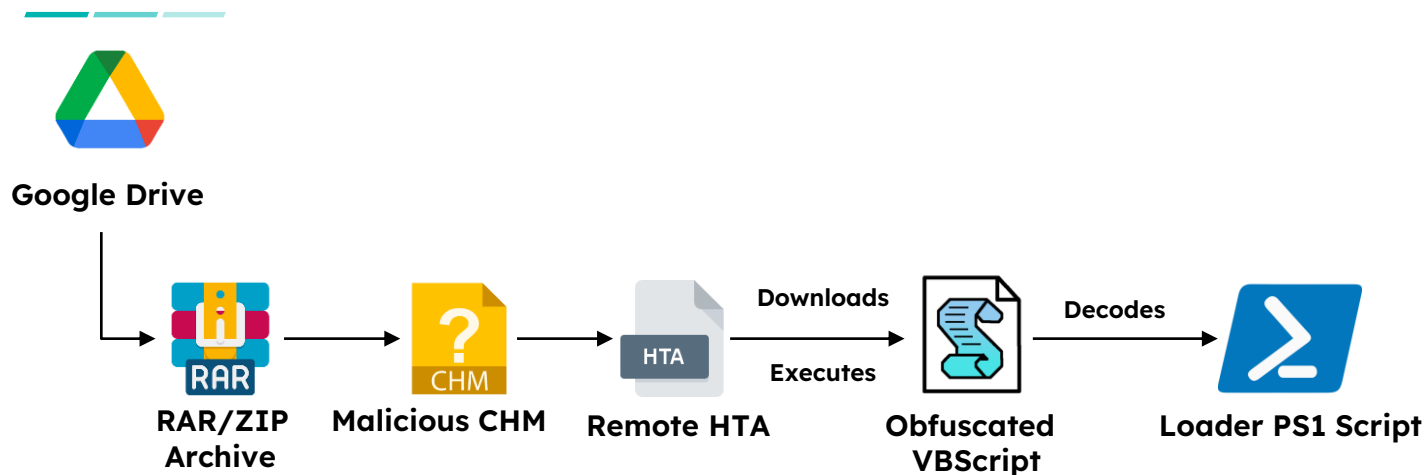 Google Drive
RAR
CHM
HTA
Downloads
Executes
Decodes
RAR/ZIP
Archive
Malicious CHM
Remote HTA
Obfuscated
VBScript
Loader PS1 Script